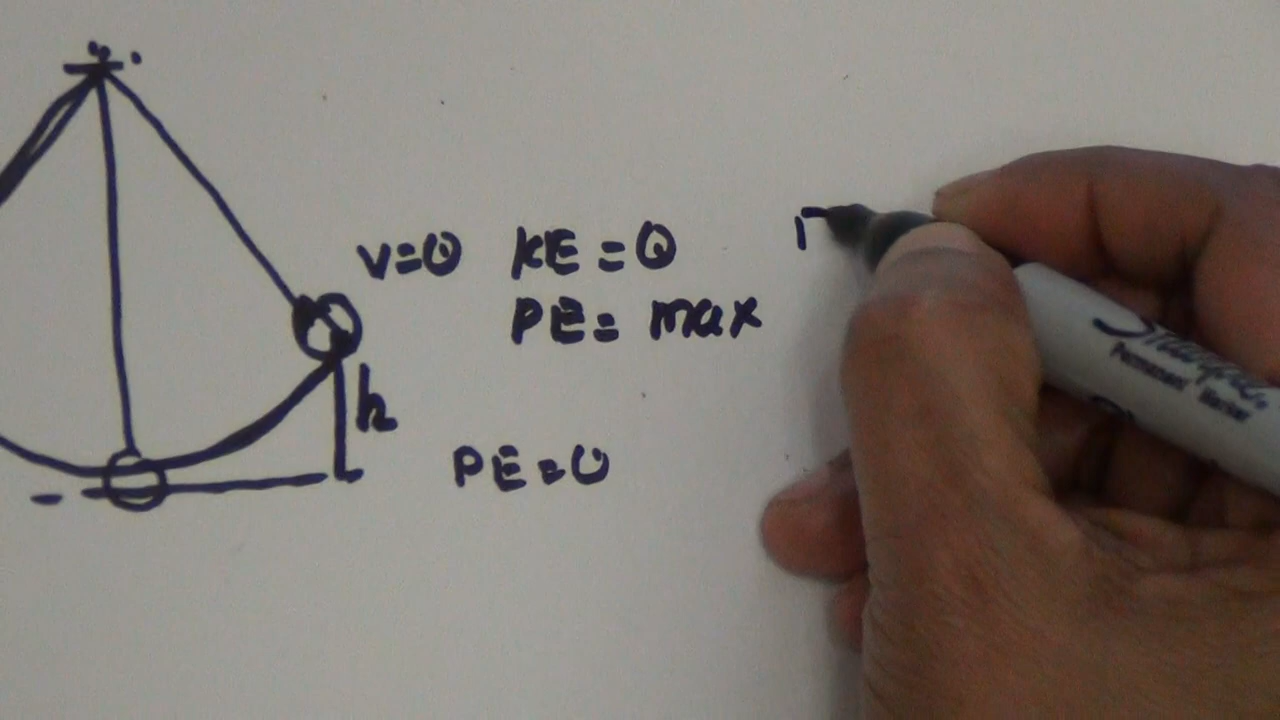 v=0 KE=0
PE= max
h
PE=0
Sharpie.
Permanent Marker